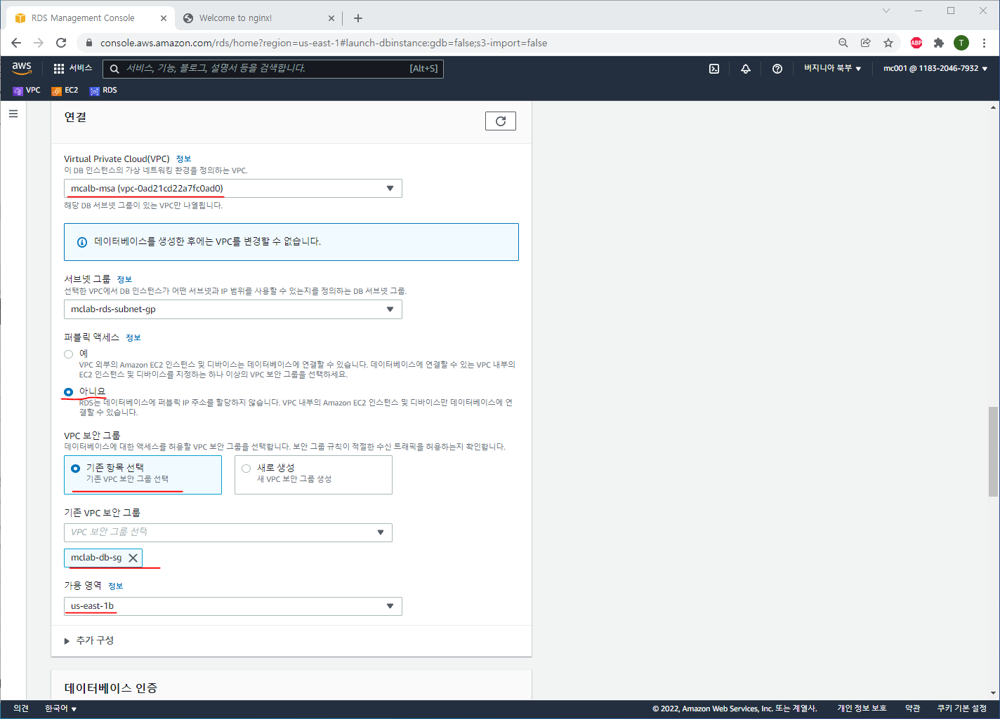 RDS Management Console
Welcome to nginx!
console.aws.amazon.com/rds/home?region=us-east-1#launch-dbinstance:gdb=false;s3-import=false
ABP
T
aws
서비스
서비스, 기능, 블로그, 설명서 등을 검색합니다.
[Alt+S]
버지니아 북부
mc001 @ 1183-2046-7932
VPC
EC2
RDS
연결
Virtual Private Cloud(VPC) 정보
이 DB 인스턴스의 가상 네트워킹 환경을 정의하는 VPC.
mcalb-msa (vpc-0ad21cd22a7fc0ad0)
해당 DB 서브넷 그룹이 있는 VPC만 나열됩니다.
데이터베이스를 생성한 후에는 VPC를 변경할 수 없습니다.
서브넷 그룹 정보
선택한 VPC에서 DB 인스턴스가 어떤 서브넷과 IP 범위를 사용할 수 있는지를 정의하는 DB 서브넷 그룹.
mclab-rds-subnet-gp
퍼블릭 액세스 정보
예
VPC 외부의 Amazon EC2 인스턴스 및 디바이스는 데이터베이스에 연결할 수 있습니다. 데이터베이스에 연결할 수 있는 VPC 내부의
EC2 인스턴스 및 디바이스를 지정하는 하나 이상의 VPC 보안 그룹을 선택하세요.
아니요
RDS는 데이터베이스에 퍼블릭 IP 주소를 할당하지 않습니다. VPC 내부의 Amazon EC2 인스턴스 및 디바이스만 데이터베이스에 연
결할 수 있습니다.
VPC 보안 그룹
데이터베이스에 대한 액세스를 허용할 VPC 보안 그룹을 선택합니다. 보안 그룹 규칙이 적절한 수신 트래픽을 허용하는지 확인합니다.
기존 항목 선택
기존 VPC 보안 그룹 선택
새로 생성
새 VPC 보안 그룹 생성
기존 VPC 보안 그룹
VPC 보안 그룹 선택
mclab-db-sg
가용 영역 정보
us-east-1b
추가 구성
데이터베이스 인증
의견
한국어
© 2022, Amazon Web Services, Inc. 또는 계열사.
개인 정보 보호
약관
쿠키 기본 설정